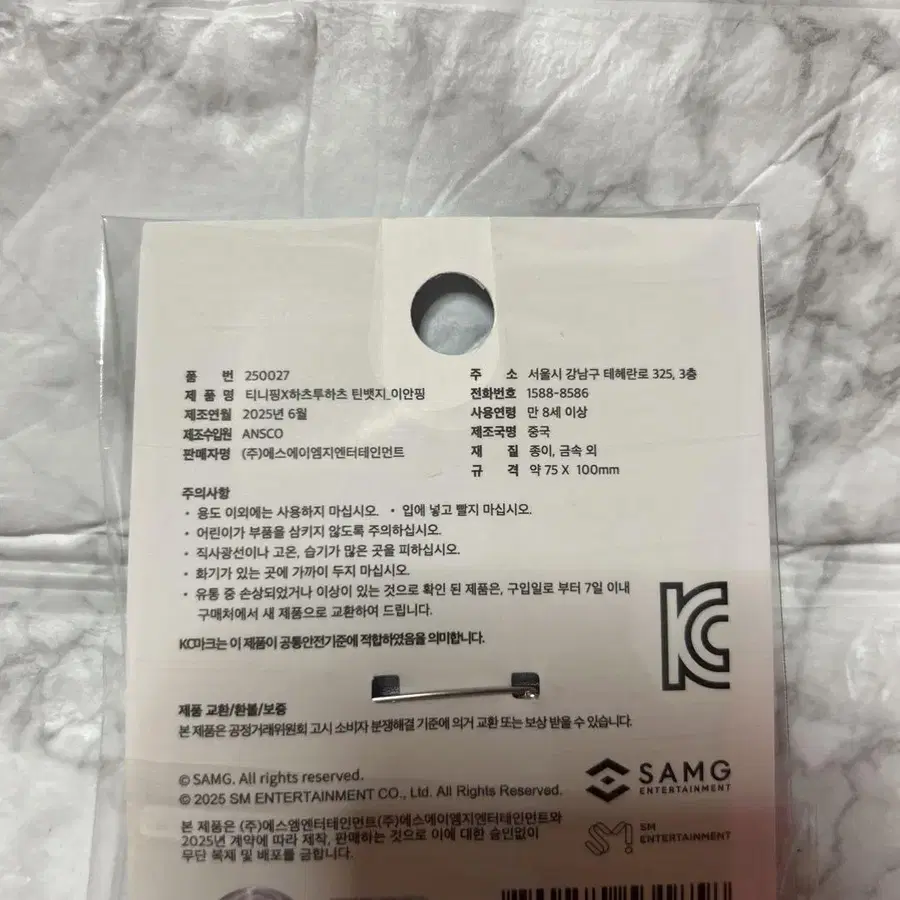 품 번 250027
제 품 명 티니핑X하츠투하츠 틴뱃지_이안핑
제조연월 2025년 6월
제조수입원 ANSCO
판매자명 (주)에스에이엠지엔터테인먼트
주 소 서울시 강남구 테헤란로 325, 3층
전화번호 1588-8586
사용연령 만 8세 이상
제조국명 중국
재 질 종이, 금속 외
규 격 약 75 X 100mm
주의사항
• 용도 이외에는 사용하지 마십시오. • 입에 넣고 빨지 마십시오.
• 어린이가 부품을 삼키지 않도록 주의하십시오.
• 직사광선이나 고온, 습기가 많은 곳을 피하십시오.
• 화기가 있는 곳에 가까이 두지 마십시오.
• 유통 중 손상되었거나 이상이 있는 것으로 확인 된 제품은, 구입일로 부터 7일 이내
구매처에서 새 제품으로 교환하여 드립니다.
KC마크는 이 제품이 공통안전기준에 적합하였음을 의미합니다.
KC
제품 교환/환불/보증
본 제품은 공정거래위원회 고시 소비자 분쟁해결 기준에 의거 교환 또는 보상 받을 수 있습니다.
© SAMG. All rights reserved.
© 2025 SM ENTERTAINMENT CO., Ltd. All Rights Reserved.
SAMG
ENTERTAINMENT
본 제품은 (주)에스엠엔터테인먼트(주)에스에이엠지엔터테인먼트와
2025년 계약에 따라 제작, 판매하는 것으로 이에 대한 승인없이
무단 복제 및 배포를 금합니다.
SM
SM
ENTERTAINMENT